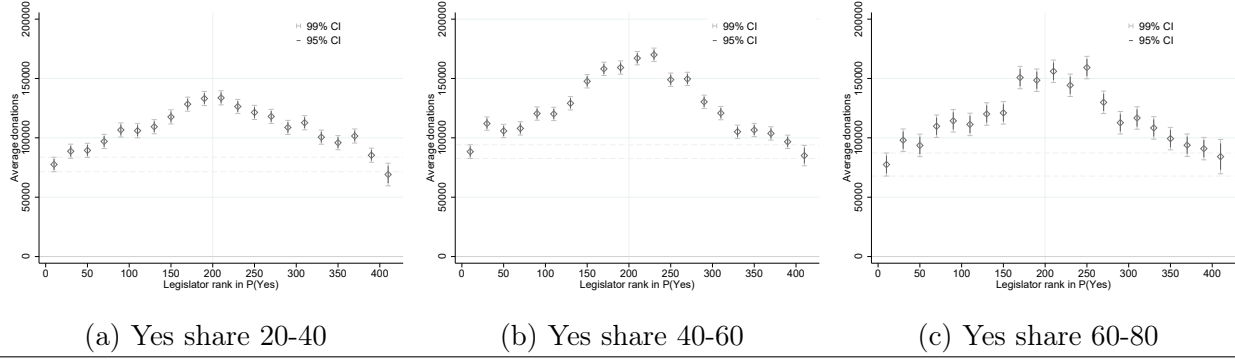 200000
150000
100000
50000
0
Average donations
99% CI
95% CI
0 50 100 150 200 250 300 350 400
Legislator rank in P(Yes)
(a) Yes share 20-40
200000
150000
100000
50000
0
Average donations
99% CI
95% CI
0 50 100 150 200 250 300 350 400
Legislator rank in P(Yes)
(b) Yes share 40-60
200000
150000
100000
50000
0
Average donations
99% CI
95% CI
0 50 100 150 200 250 300 350 400
Legislator rank in P(Yes)
(c) Yes share 60-80